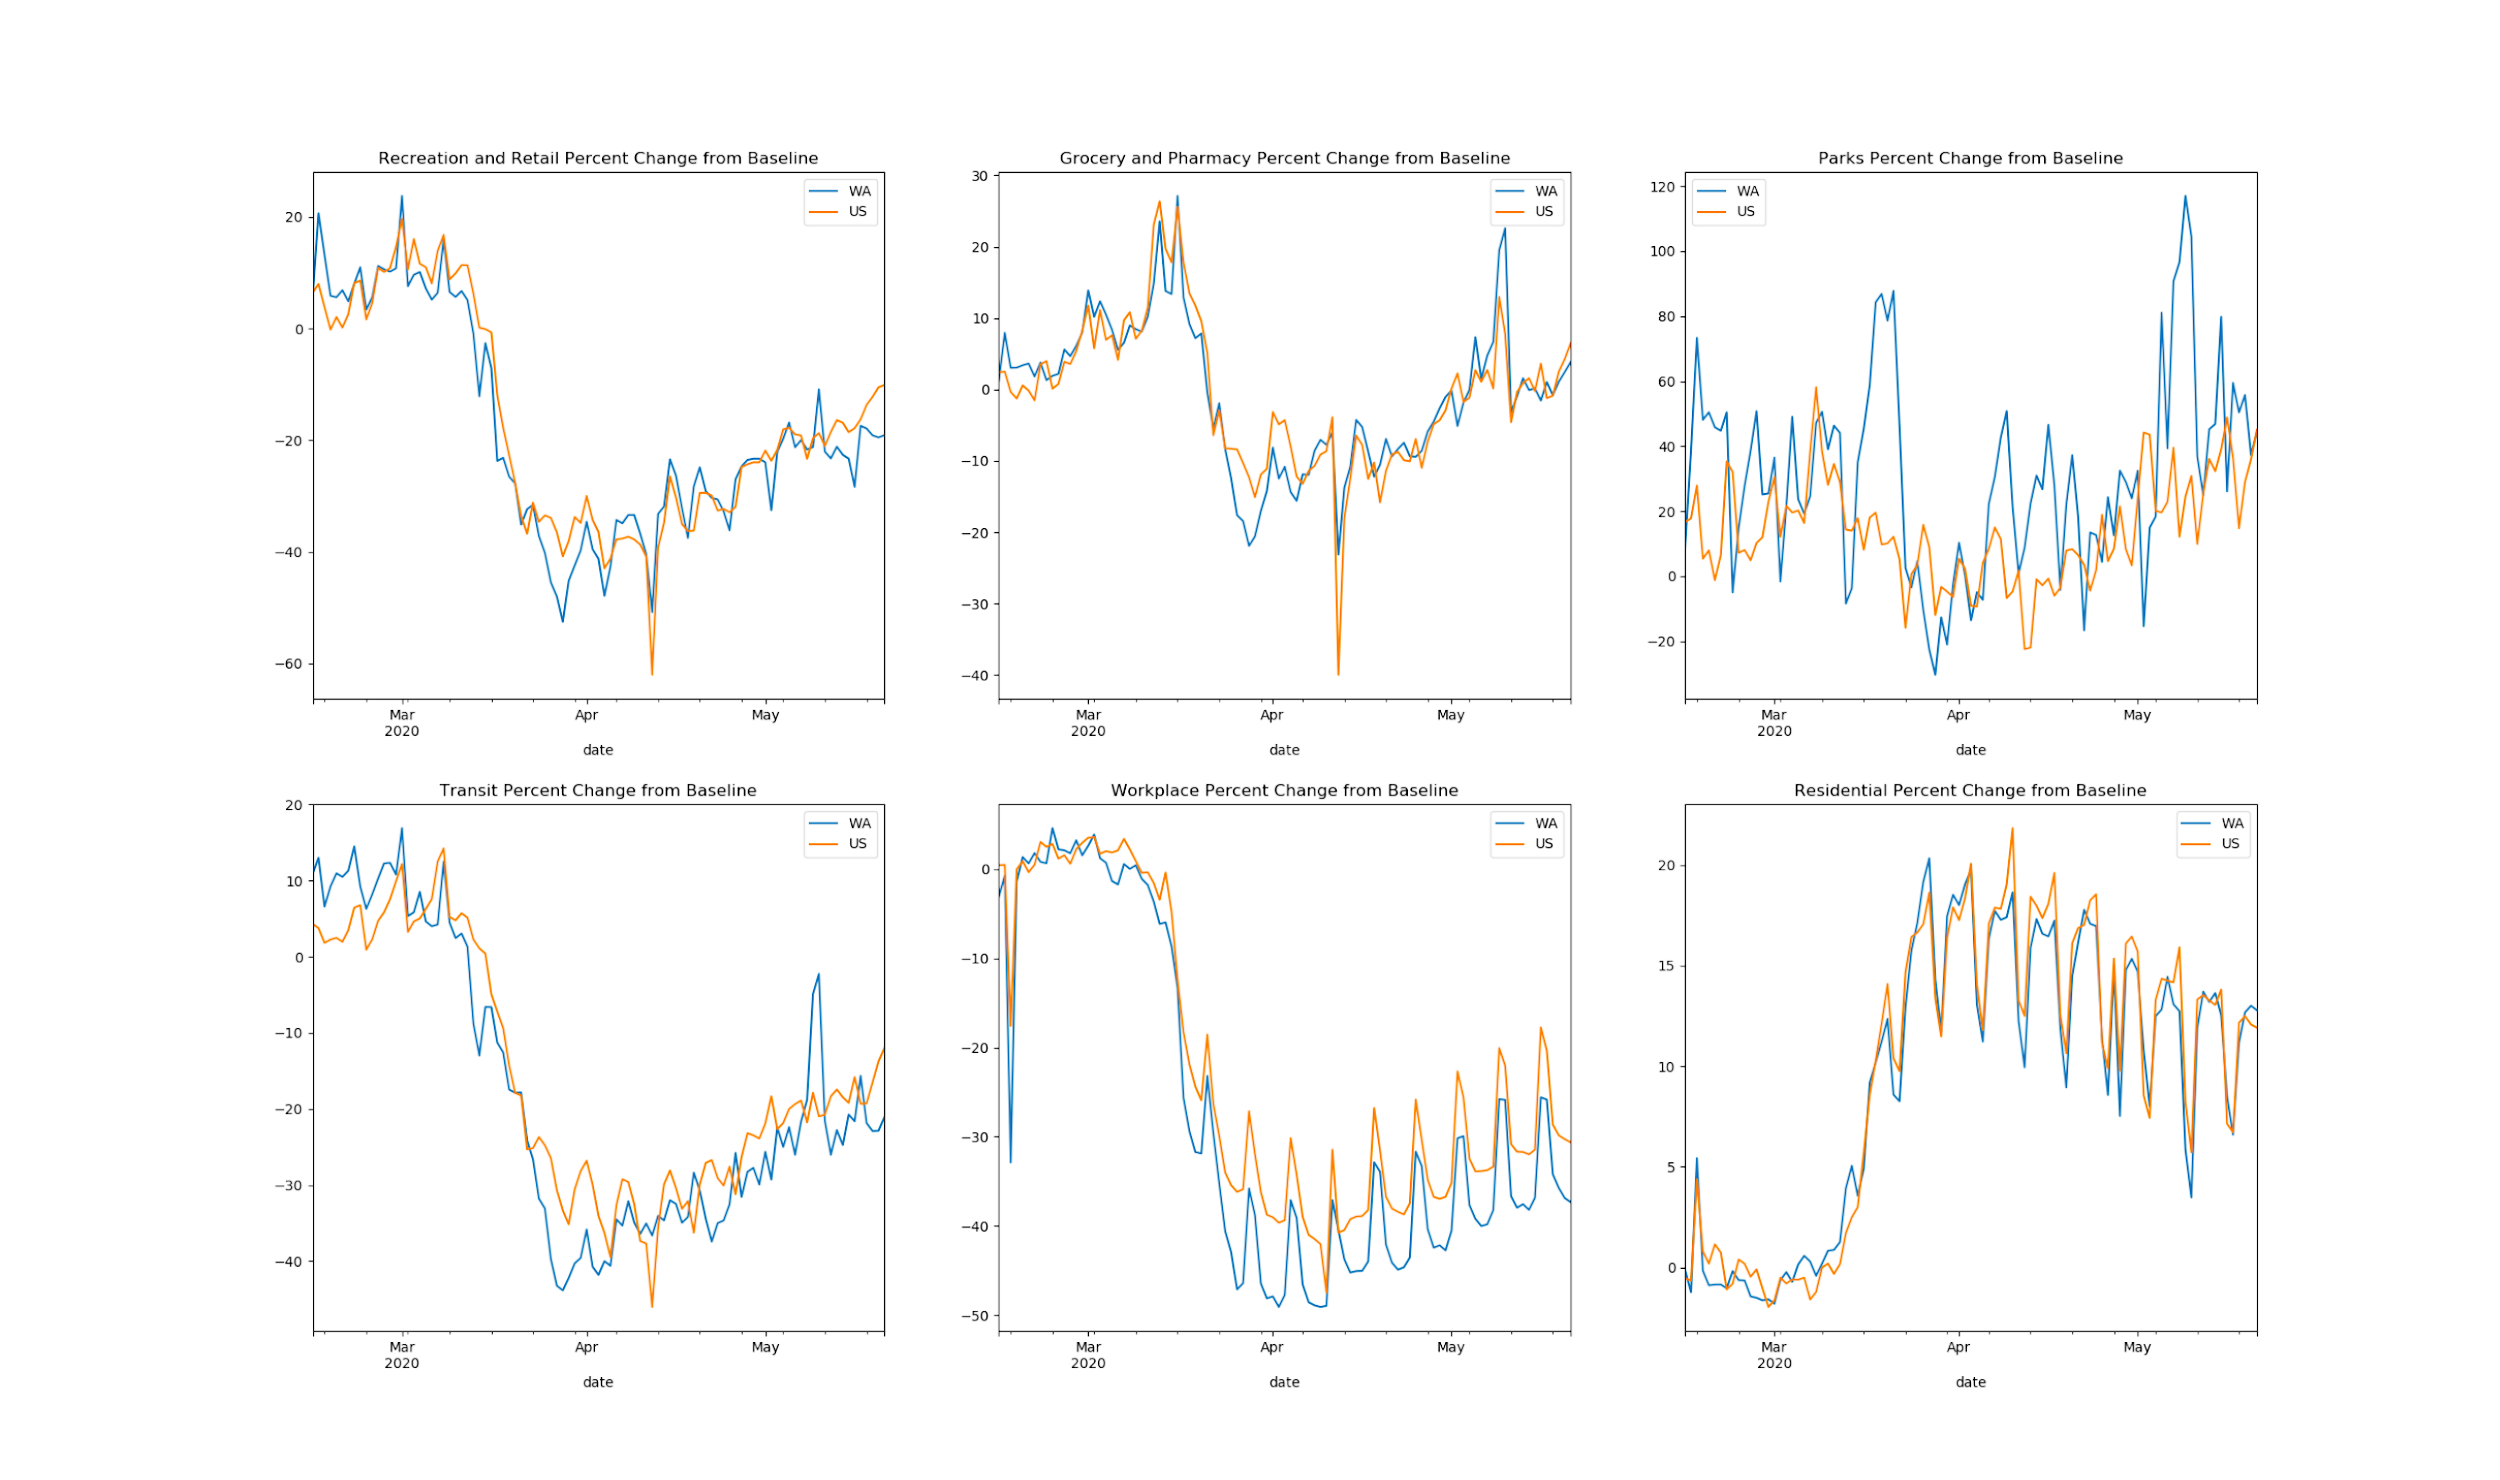 Recreation and Retail Percent Change from Baseline
WA
US
20
0
−20
−40
−60
Mar
2020
Apr
May
date
Grocery and Pharmacy Percent Change from Baseline
WA
US
30
20
10
0
−10
−20
−30
−40
Mar
2020
Apr
May
date
Parks Percent Change from Baseline
WA
US
120
100
80
60
40
20
0
−20
Mar
2020
Apr
May
date
Transit Percent Change from Baseline
WA
US
20
10
0
−10
−20
−30
−40
Mar
2020
Apr
May
date
Workplace Percent Change from Baseline
WA
US
0
−10
−20
−30
−40
−50
Mar
2020
Apr
May
date
Residential Percent Change from Baseline
WA
US
20
15
10
5
0
Mar
2020
Apr
May
date